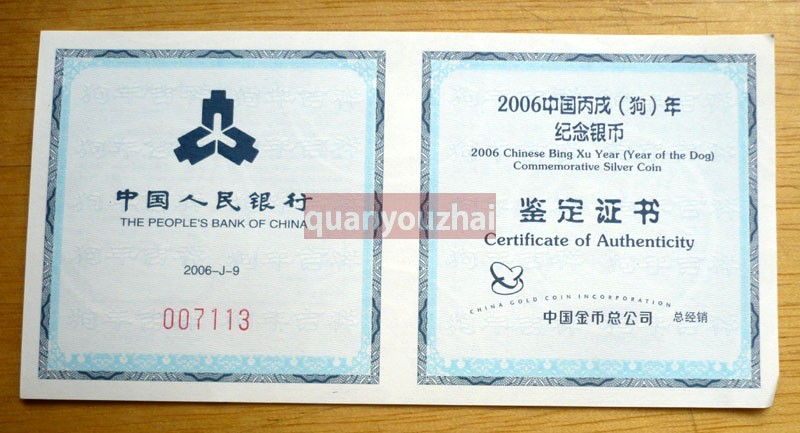 中国人民银行
THE PEOPLE'S BANK OF CHINA
2006-J-9
007113
2006中国丙戌（狗）年
纪念银币
2006 Chinese Bing Xu Year (Year of the Dog)
Commemorative Silver Coin
鉴定证书
Certificate of Authenticity
CHINA GOLD COIN INCORPORATION
中国金币总公司 总经销
quanyouzhai